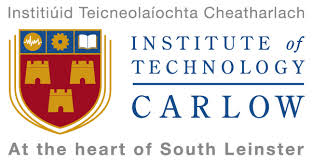 Institiúid Teicneolaíochta Cheatharlach
INSTITUTE of
TECHNOLOGY
CARLOW
At the heart of South Leinster